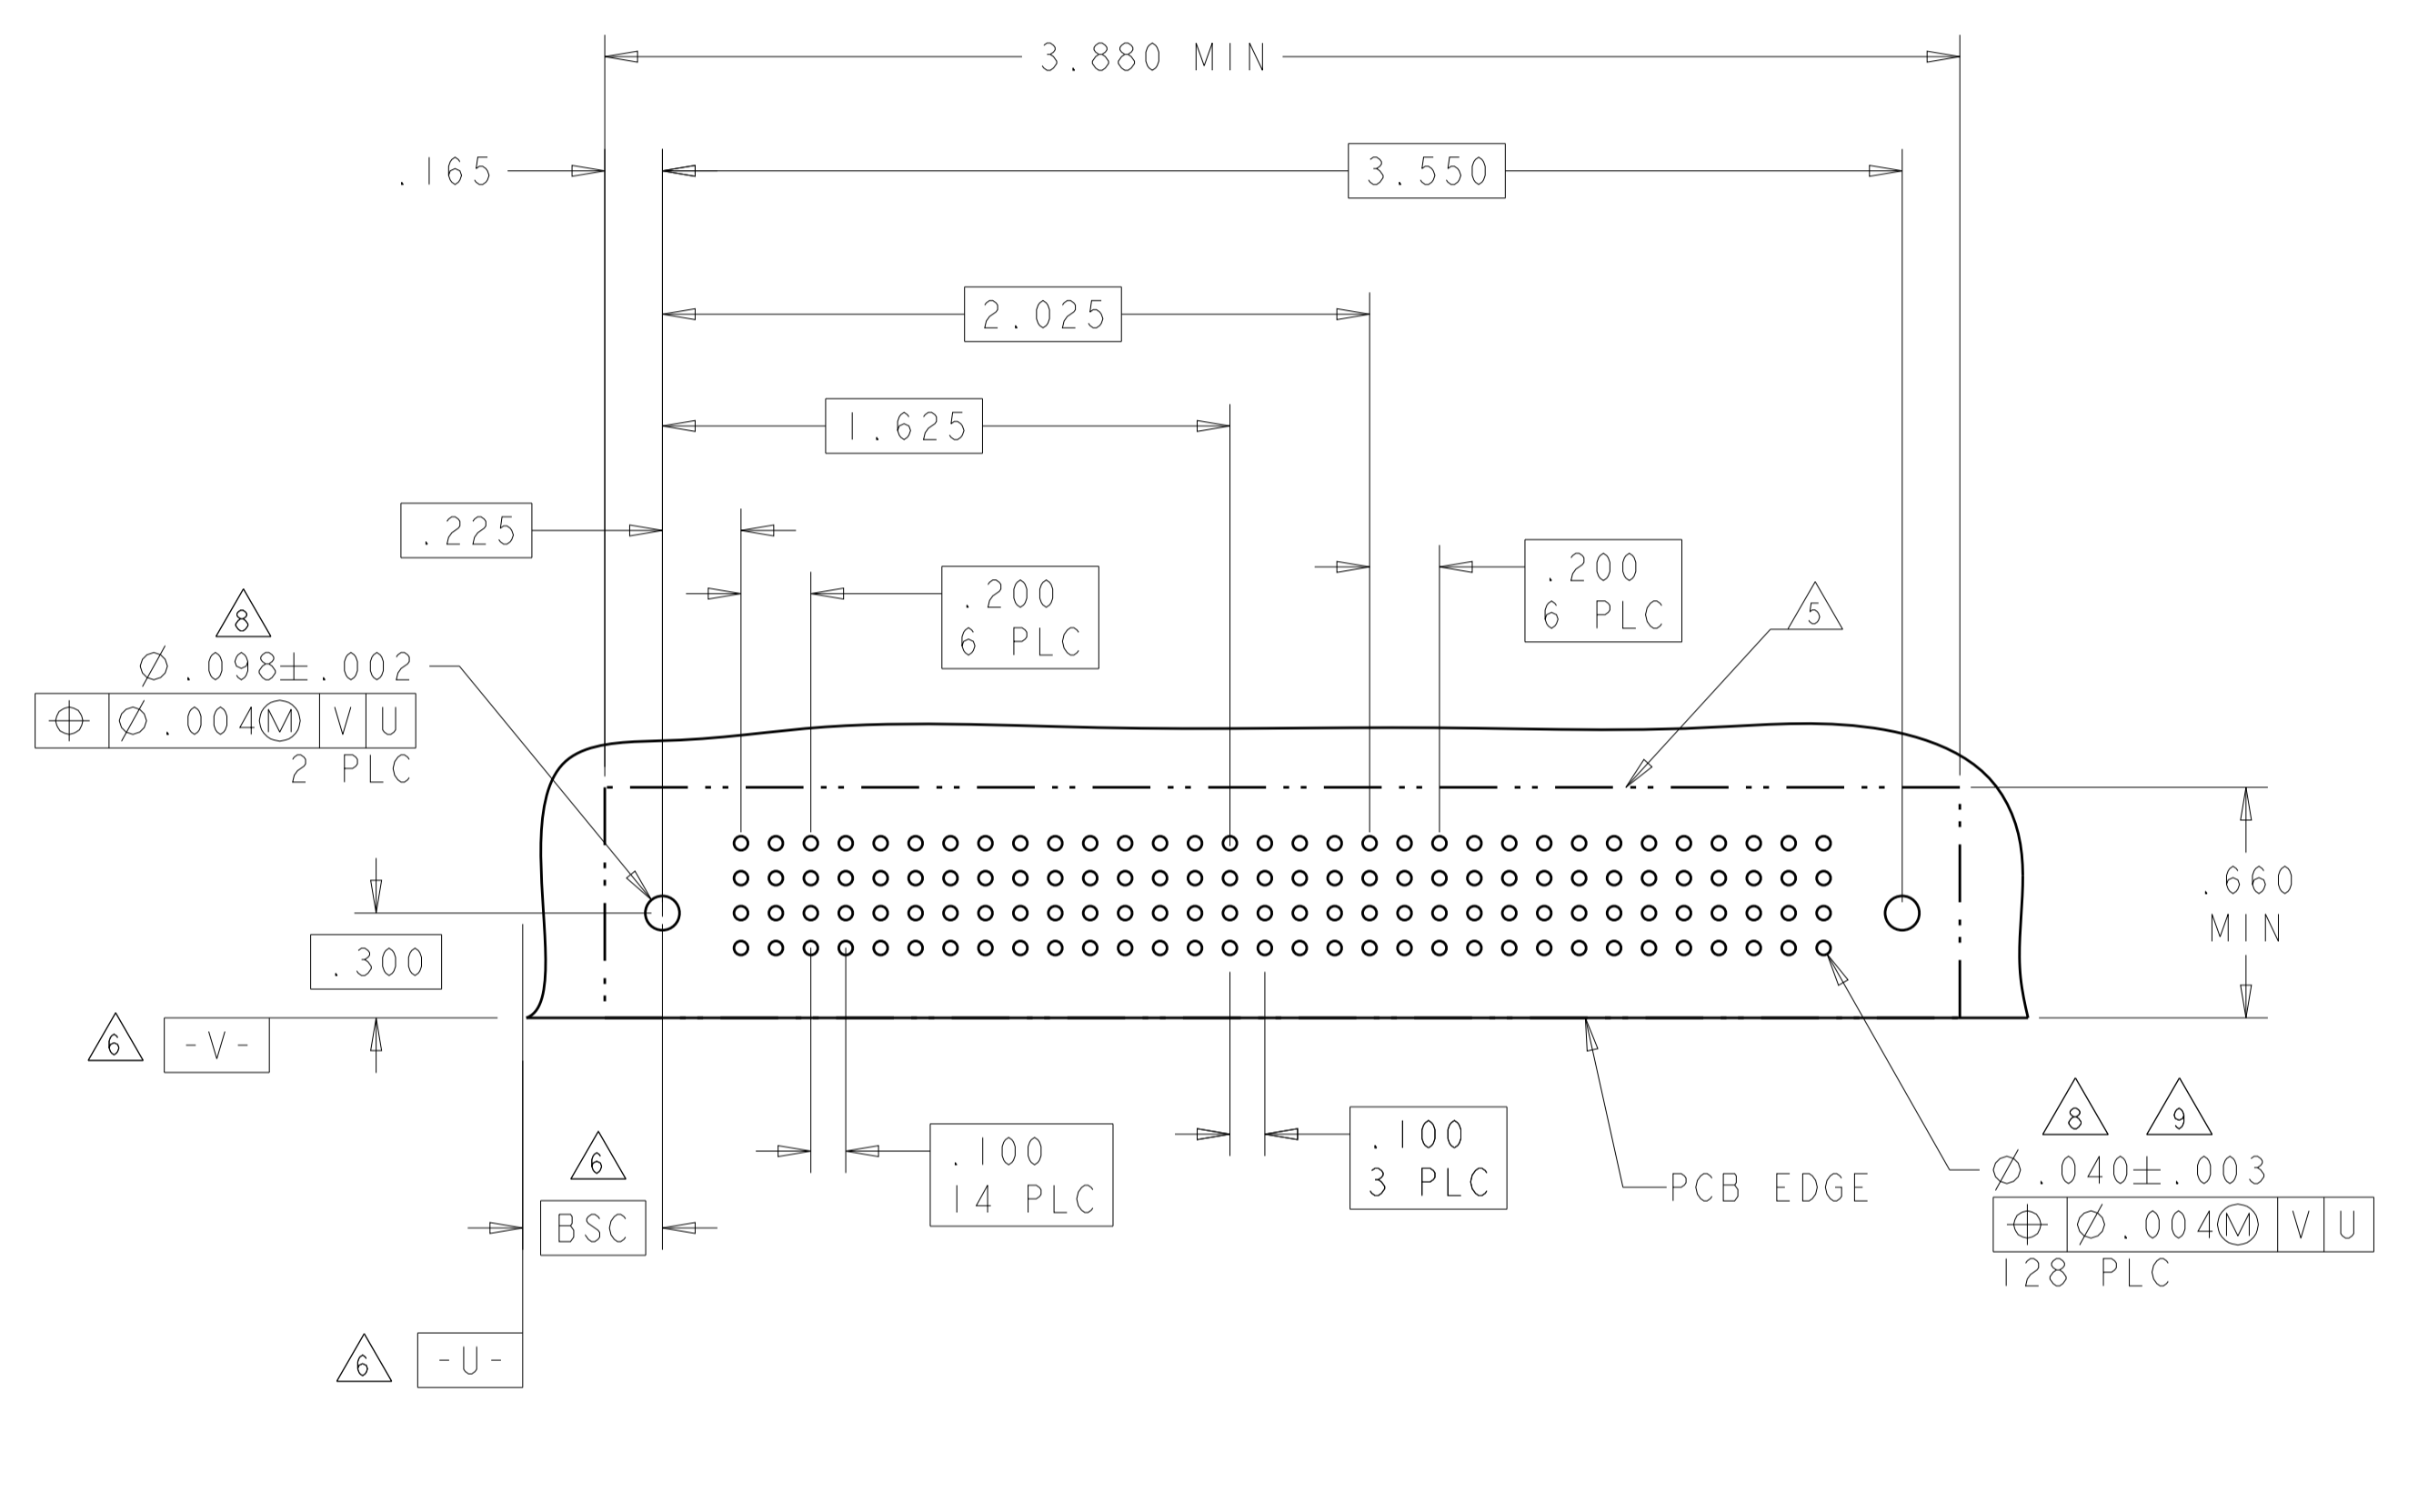 3.880 MIN
.165
3.550
2.025
1.625
.225
.200
6 PLC
.200
6 PLC
5
8
⌀.098±.002
⌖ ⌀.004Ⓜ V U
2 PLC
.660
MIN
.300
6
-V-
6
BSC
.100
14 PLC
.100
3 PLC
PCB EDGE
8 9
⌀.040±.003
⌖ ⌀.004Ⓜ V U
128 PLC
6
-U-